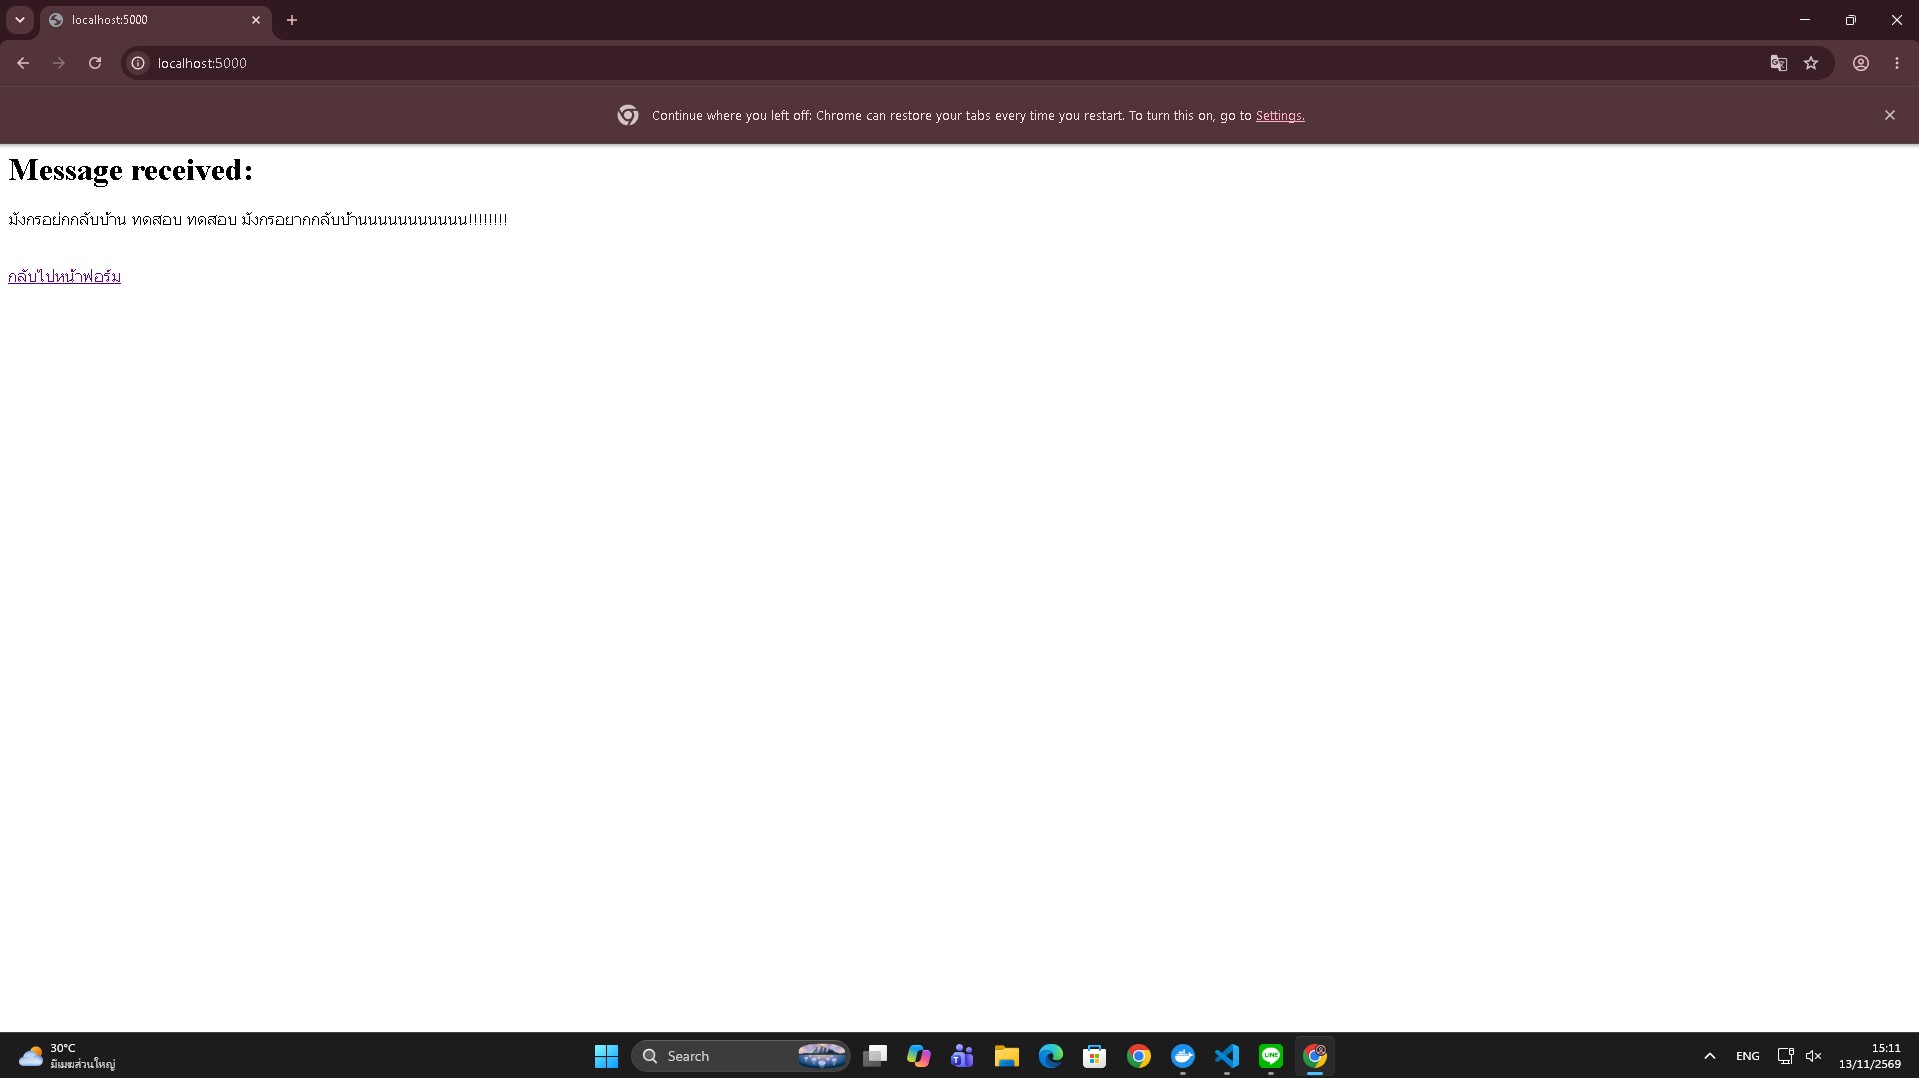 localhost:5000
localhost:5000
Continue where you left off: Chrome can restore your tabs every time you restart. To turn this on, go to Settings.
Message received:
มังกรอย่กกลับบ้าน ทดสอบ ทดสอบ มังกรอยากกลับบ้านนนนนนนนนนน!!!!!!!!
กลับไปหน้าฟอร์ม
30°C
มีเมฆส่วนใหญ่
Search
ENG
15:11
13/11/2569